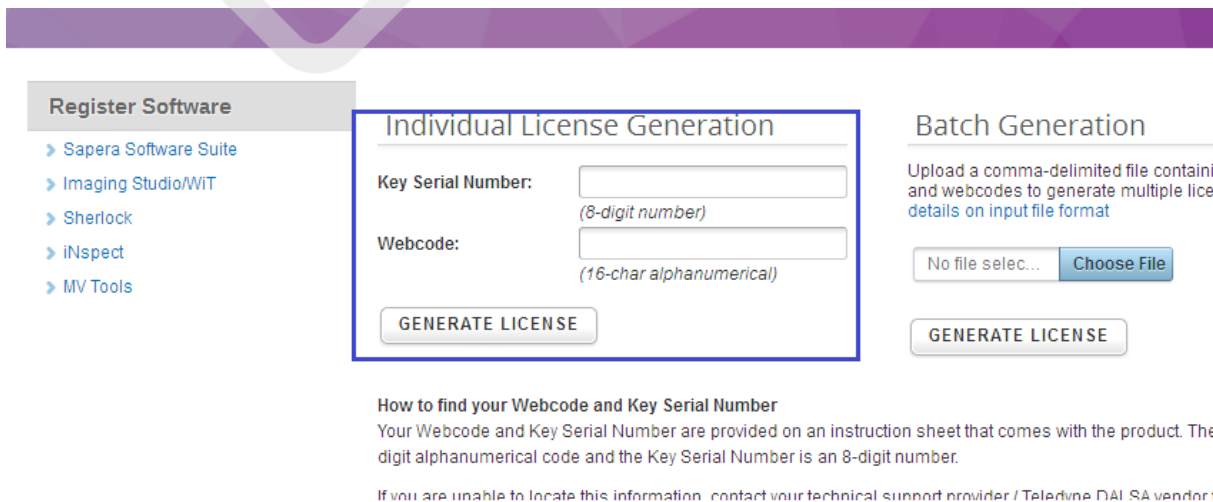 Register Software
Sapera Software Suite
Imaging Studio/WiT
Sherlock
iNspect
MV Tools
Individual License Generation
Key Serial Number:
(8-digit number)
Webcode:
(16-char alphanumerical)
GENERATE LICENSE
Batch Generation
Upload a comma-delimited file containi
and webcodes to generate multiple lice
details on input file format
No file selec... Choose File
GENERATE LICENSE
How to find your Webcode and Key Serial Number
Your Webcode and Key Serial Number are provided on an instruction sheet that comes with the product. The
digit alphanumerical code and the Key Serial Number is an 8-digit number.
If you are unable to locate this information, contact your technical support provider / Teledyne DALSA vendor